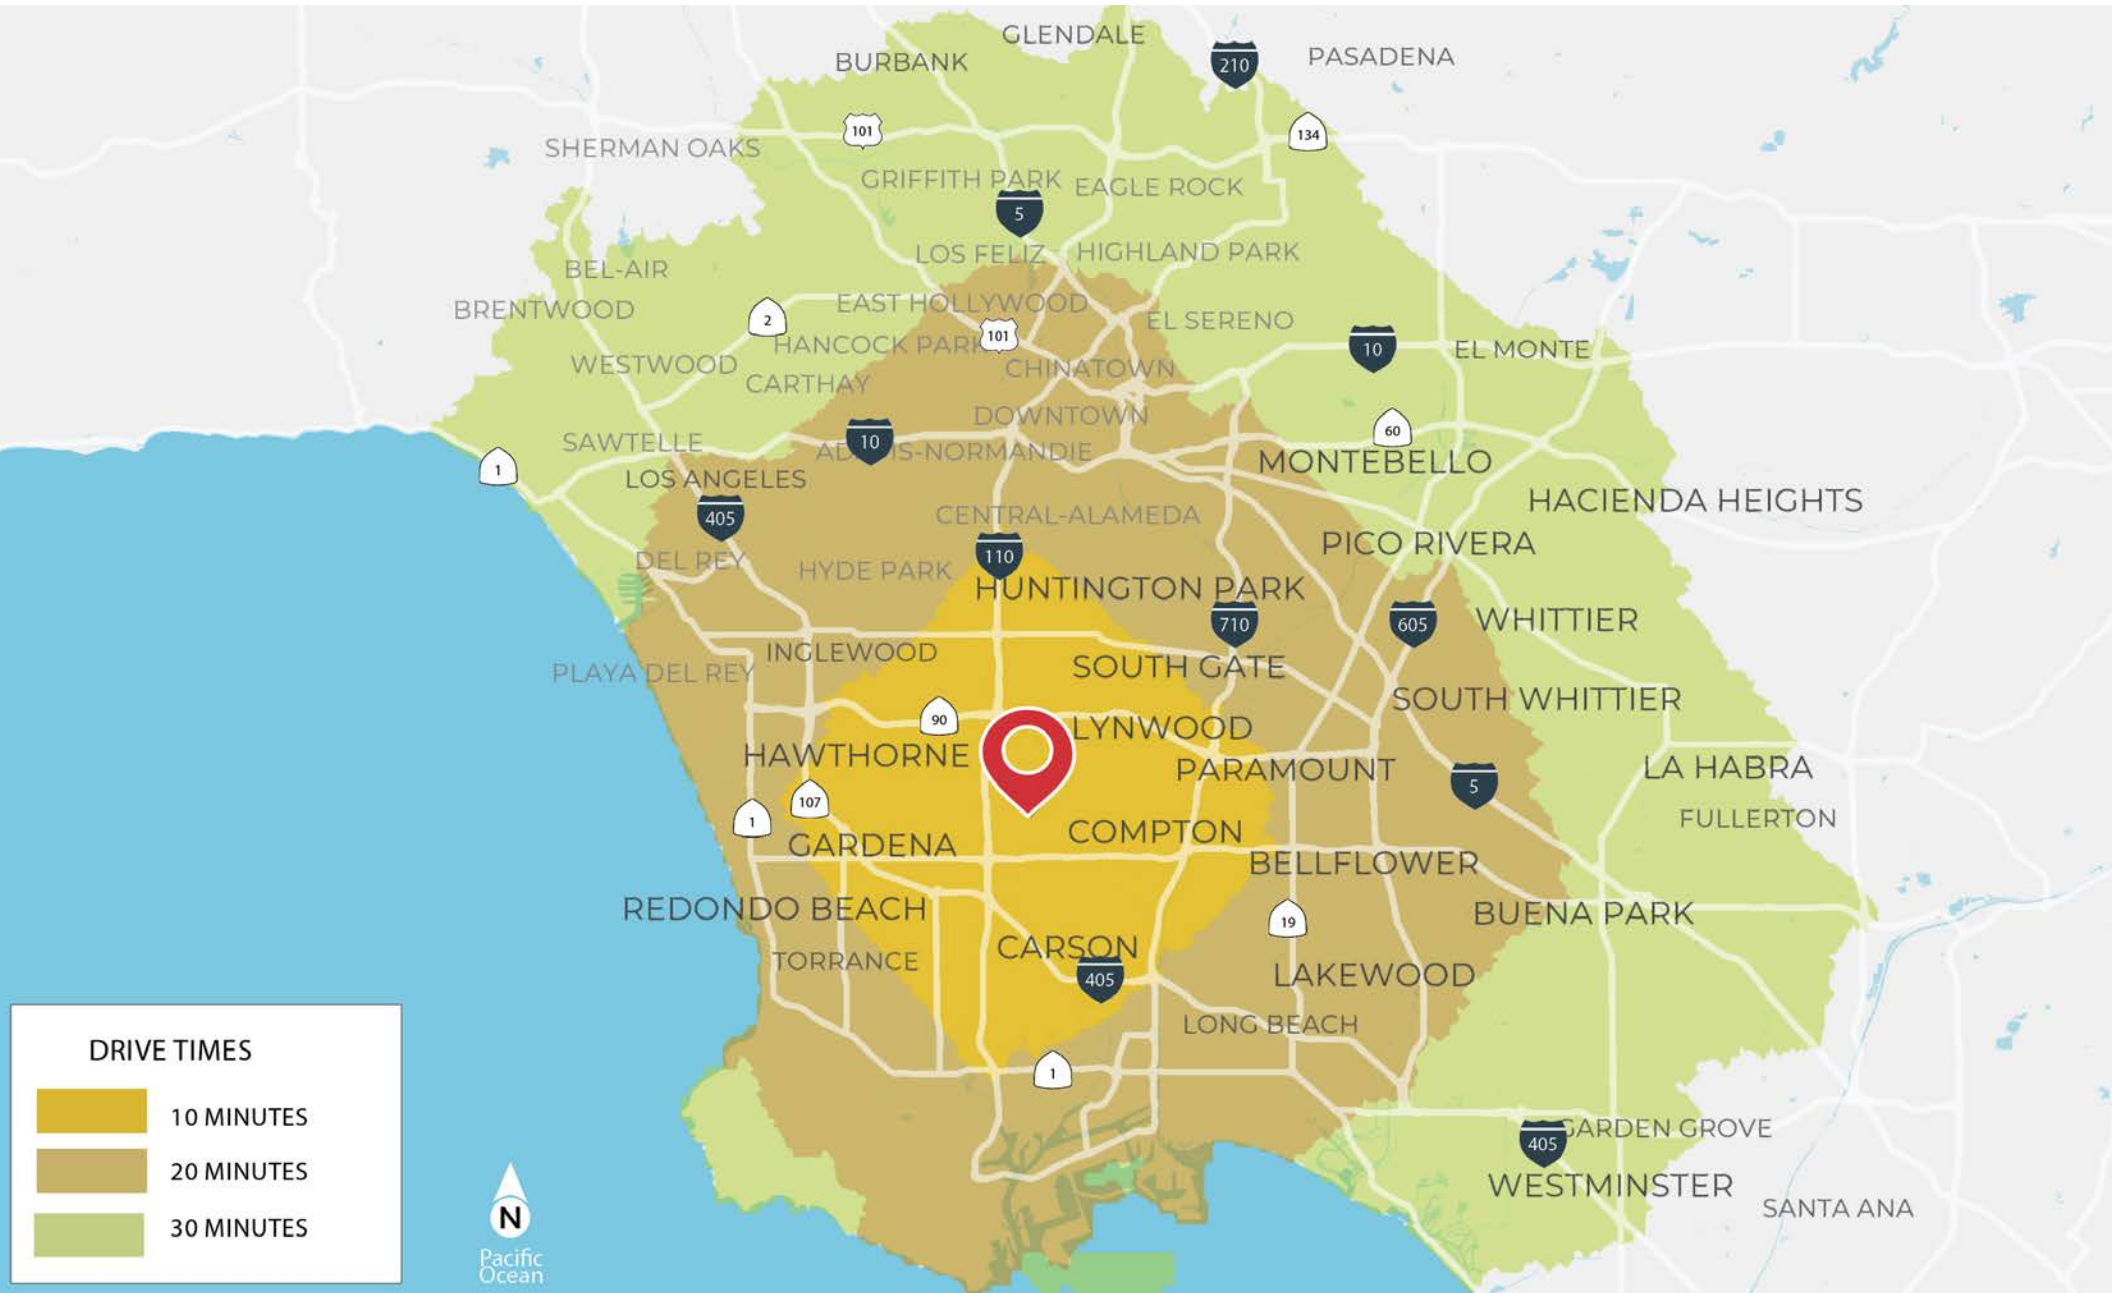 GLENDALE
BURBANK
210
PASADENA
101
134
SHERMAN OAKS
GRIFFITH PARK
EAGLE ROCK
5
LOS FELIZ
HIGHLAND PARK
BEL-AIR
BRENTWOOD
EAST HOLLYWOOD
2
EL SERENO
101
HANCOCK PARK
10
EL MONTE
WESTWOOD
CHINATOWN
CARTHAY
DOWNTOWN
60
SAWTELLE
10
IS-NORMANDIE
MONTEBELLO
1
LOS ANGELES
HACIENDA HEIGHTS
405
CENTRAL-ALAMEDA
PICO RIVERA
110
DEL REY
HYDE PARK
HUNTINGTON PARK
710
605
WHITTIER
INGLEWOOD
SOUTH GATE
PLAYA DEL REY
SOUTH WHITTIER
90
LYNWOOD
HAWTHORNE
PARAMOUNT
LA HABRA
5
107
1
FULLERTON
COMPTON
GARDENA
BELLFLOWER
REDONDO BEACH
19
BUENA PARK
CARSON
TORRANCE
405
LAKEWOOD
LONG BEACH
1
GARDEN GROVE
405
WESTMINSTER
SANTA ANA
DRIVE TIMES
10 MINUTES
20 MINUTES
30 MINUTES
N
Pacific
Ocean